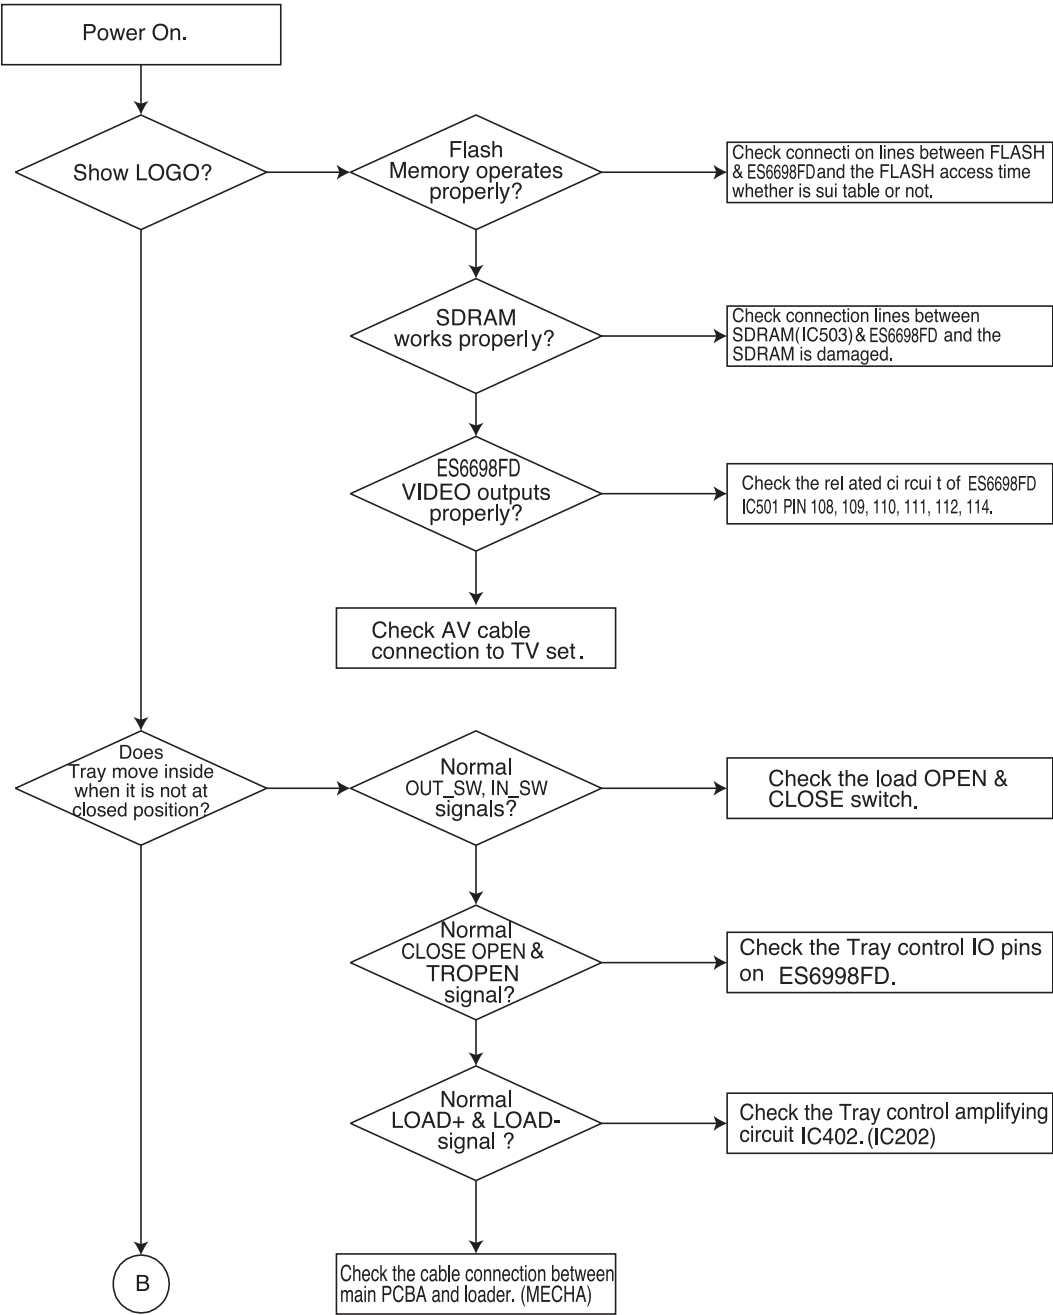 Power On.
Show LOGO?
Flash
Memory operates
properly?
Check connecti on lines between FLASH
& ES6698FD and the FLASH access time
whether is sui table or not.
SDRAM
works properly?
Check connection lines between
SDRAM(IC503) & ES6698FD and the
SDRAM is damaged.
ES6698FD
VIDEO outputs
properly?
Check the rel ated ci rcui t of ES6698FD
IC501 PIN 108, 109, 110, 111, 112, 114.
Check AV cable
connection to TV set.
Does
Tray move inside
when it is not at
closed position?
Normal
OUT_SW, IN_SW
signals?
Check the load OPEN &
CLOSE switch.
Normal
CLOSE OPEN &
TROPEN
signal?
Check the Tray control IO pins
on ES6998FD.
Normal
LOAD+ & LOAD-
signal ?
Check the Tray control amplifying
circuit IC402. (IC202)
B
Check the cable connection between
main PCBA and loader. (MECHA)